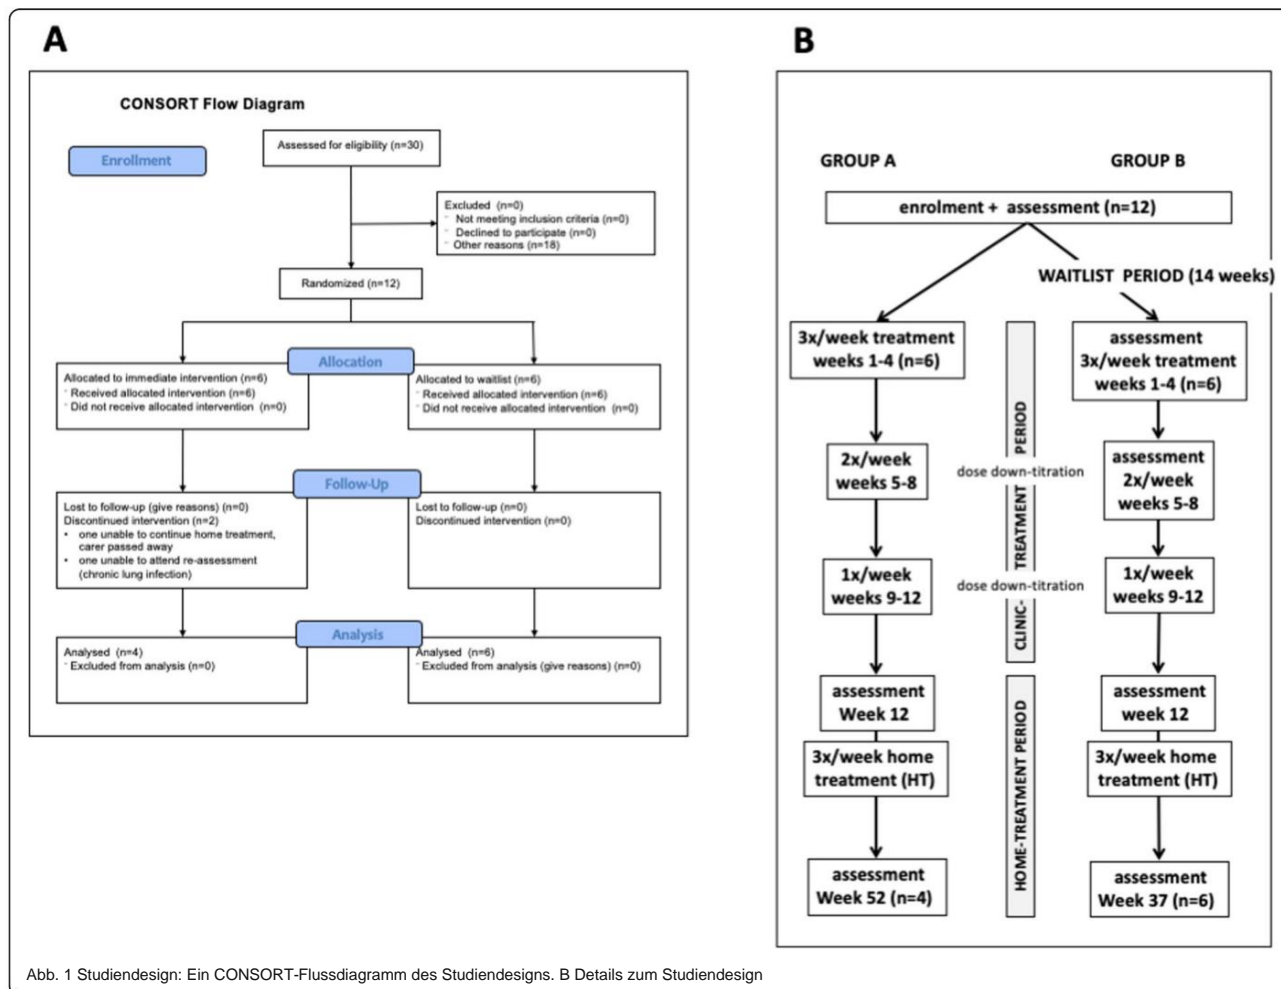 A
CONSORT Flow Diagram
Enrollment
Assessed for eligibility (n=30)
Excluded (n=0)
¨ Not meeting inclusion criteria (n=0)
¨ Declined to participate (n=0)
¨ Other reasons (n=18)
Randomized (n=12)
Allocation
Allocated to immediate intervention (n=6)
¨ Received allocated intervention (n=6)
¨ Did not receive allocated intervention (n=0)
Allocated to waitlist (n=6)
¨ Received allocated intervention (n=6)
¨ Did not receive allocated intervention (n=0)
Follow-Up
Lost to follow-up (give reasons) (n=0)
Discontinued intervention (n=2)
• one unable to continue home treatment,
carer passed away
• one unable to attend re-assessment
(chronic lung infection)
Lost to follow-up (n=0)
Discontinued intervention (n=0)
Analysis
Analysed (n=4)
¨ Excluded from analysis (n=0)
Analysed (n=6)
¨ Excluded from analysis (give reasons) (n=0)
B
GROUP A
GROUP B
enrolment + assessment (n=12)
WAITLIST PERIOD (14 weeks)
3x/week treatment
weeks 1-4 (n=6)
assessment
3x/week treatment
weeks 1-4 (n=6)
CLINIC-TREATMENT PERIOD
2x/week
weeks 5-8
dose down-titration
assessment
2x/week
weeks 5-8
1x/week
weeks 9-12
dose down-titration
1x/week
weeks 9-12
HOME-TREATMENT PERIOD
assessment
Week 12
assessment
week 12
3x/week home
treatment (HT)
3x/week home
treatment (HT)
assessment
Week 52 (n=4)
assessment
Week 37 (n=6)
Abb. 1 Studiendesign: Ein CONSORT-Flussdiagramm des Studiendesigns. B Details zum Studiendesign